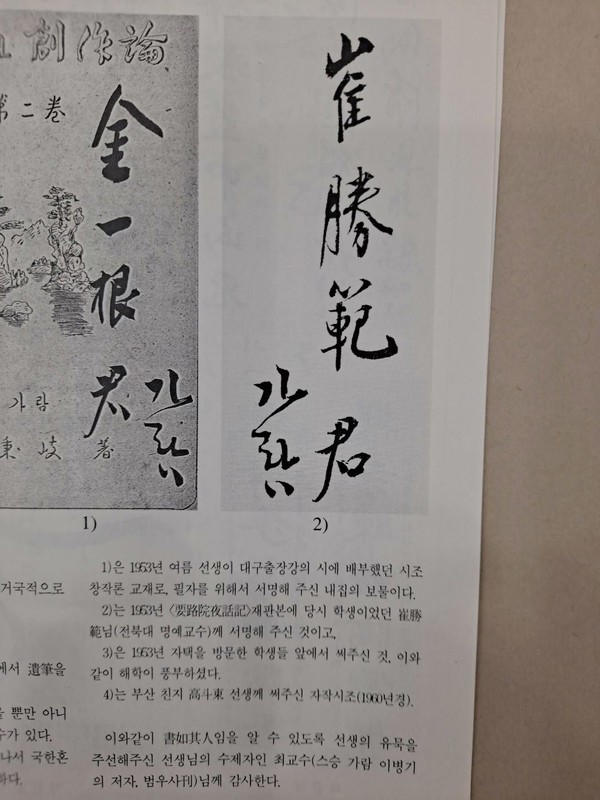 創作論
第二卷
金一根君
가람
가람
秉岐 著
1)
崔勝範君
가람
2)
거국적으로
에서 遺筆을
뿐만 아니
수가 있다.
나서 국한혼
하다.
1)은 1953년 여름 선생이 대구출장강의 시에 배부했던 시조
창작론 교재로, 필자를 위해서 서명해 주신 내집의 보물이다.
2)는 1953년 〈要路院夜話記〉재판본에 당시 학생이었던 崔勝
範님(전북대 명예교수)께 서명해 주신 것이고,
3)은 1953년 자택을 방문한 학생들 앞에서 써주신 것, 이와
같이 해학이 풍부하셨다.
4)는 부산 친지 高斗東 선생께 써주신 자작시조(1960년경).
이와같이 書如其人임을 알 수 있도록 선생의 유묵을
주선해주신 선생님의 수제자인 최교수(스승 가람 이병기
의 저자, 범우사刊)님께 감사한다.